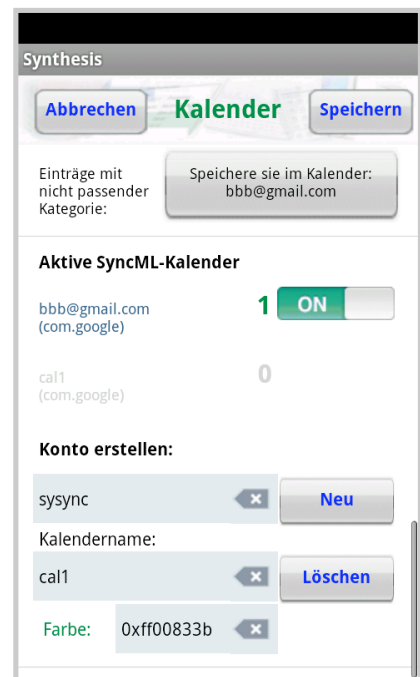 Synthesis
Abbrechen Kalender Speichern
Einträge mit
nicht passender
Kategorie:
Speichere sie im Kalender:
bbb@gmail.com
Aktive SyncML-Kalender
bbb@gmail.com
(com.google)
1 ON
cal1
(com.google)
0
Konto erstellen:
sysync Neu
Kalendername:
cal1 Löschen
Farbe: 0xff00833b